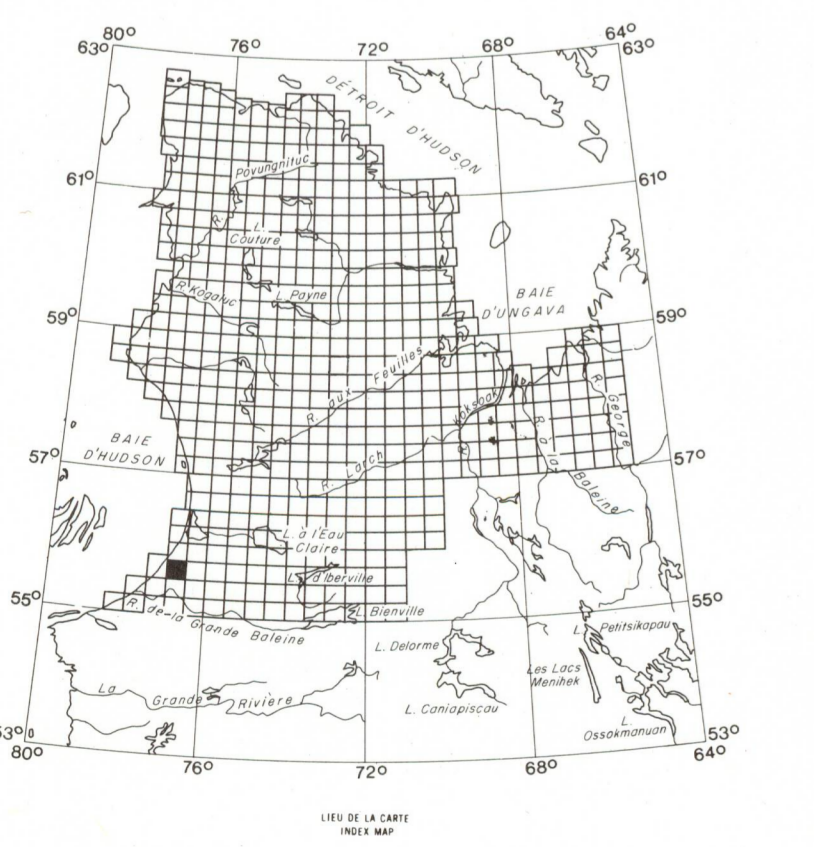 80°
76°
72°
68°
64°
63°
63°
DÉTROIT D'HUDSON
Povungnituc
R.
61°
61°
L.
Couture
R. Kogaluc
L. Payne
BAIE
D'UNGAVA
59°
59°
R. aux Feuilles
Koksoak
R.
R. George
R. à la
Baleine
BAIE
D'HUDSON
57°
57°
R. Larch
L. à l'Eau
Claire
L. d'Iberville
55°
55°
R. de-la Grande Baleine
L. Bienville
L. Delorme
L. Petitsikapau
Les Lacs
Menihek
La Grande Rivière
L. Caniapiscau
L.
Ossokmanuan
53°
53°
80°
76°
72°
68°
64°
LIEU DE LA CARTE
INDEX MAP